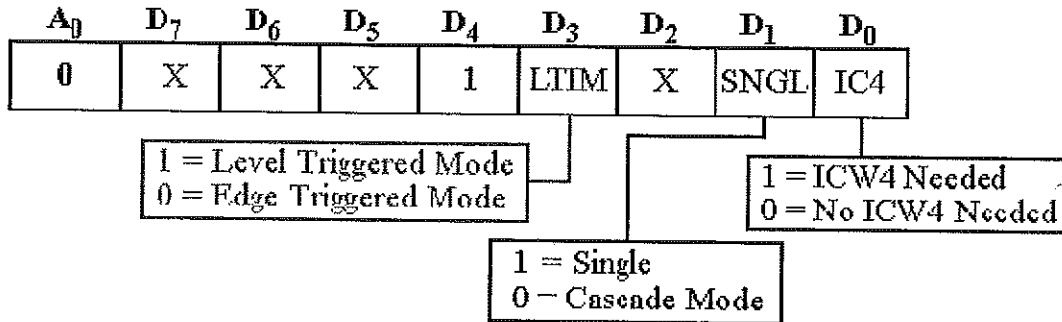 A0 D7 D6 D5 D4 D3 D2 D1 D0
0 X X X 1 LTIM X SNGL IC4
1 = Level Triggered Mode
0 = Edge Triggered Mode
1 = ICW4 Needed
0 = No ICW4 Needed
1 = Single
0 = Cascade Mode